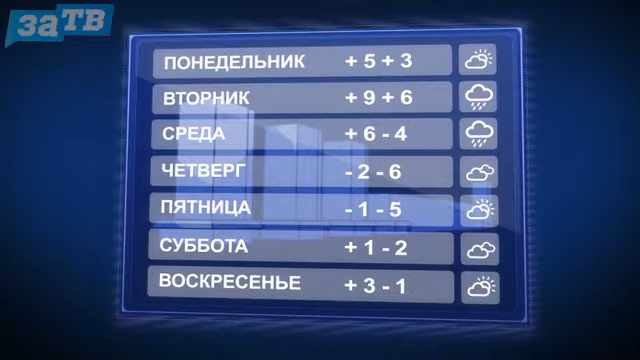 заТВ
ПОНЕДЕЛЬНИК + 5 + 3
ВТОРНИК + 9 + 6
СРЕДА + 6 - 4
ЧЕТВЕРГ - 2 - 6
ПЯТНИЦА - 1 - 5
СУББОТА + 1 - 2
ВОСКРЕСЕНЬЕ + 3 - 1